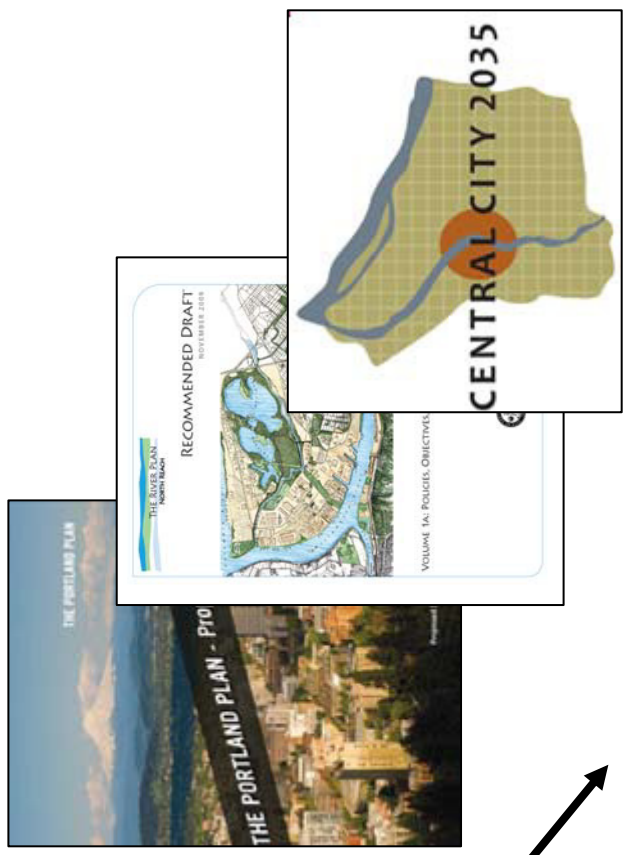 THE PORTLAND PLAN
THE PORTLAND PLAN - Pro
Proposed
THE RIVER PLAN
NORTH REACH
RECOMMENDED DRAFT
NOVEMBER 2009
VOLUME 1A: POLICIES, OBJECTIVES,
CENTRAL CITY 2035